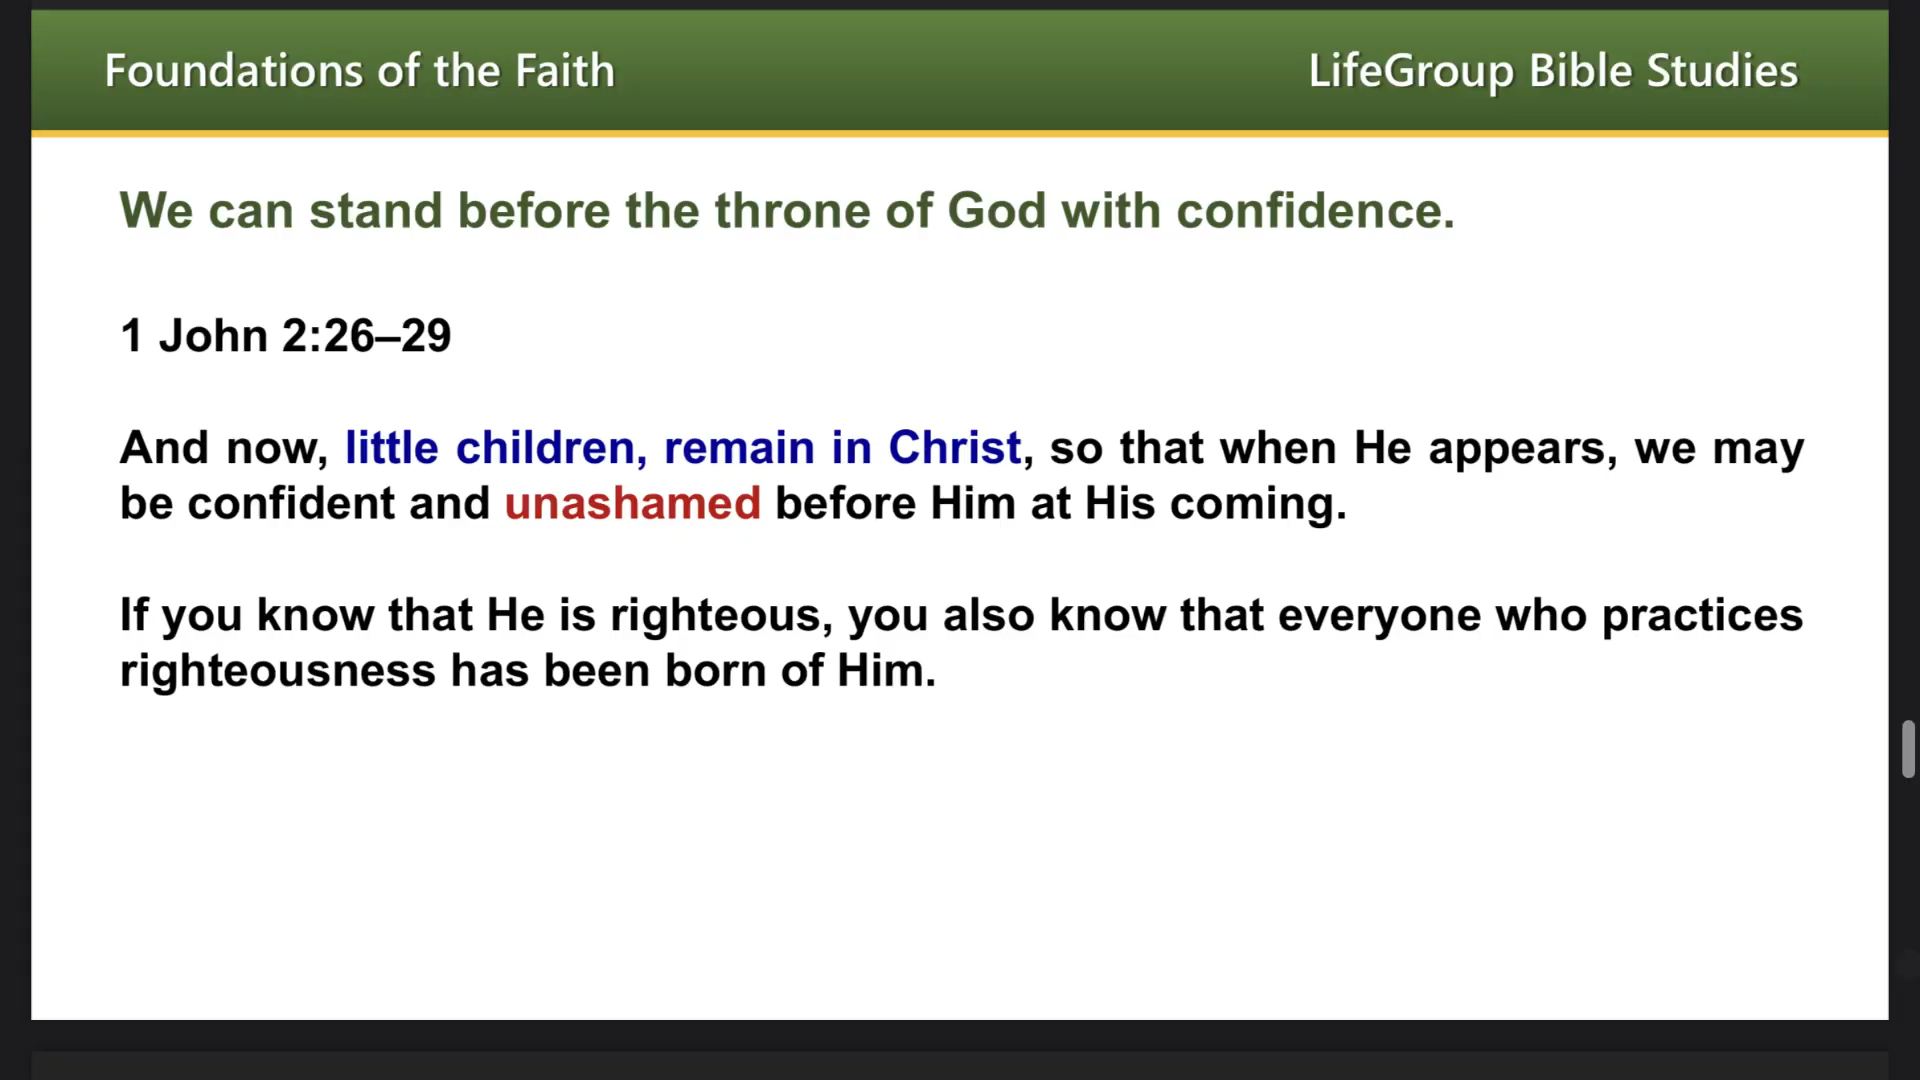 Foundations of the Faith
LifeGroup Bible Studies
We can stand before the throne of God with confidence.
1 John 2:26–29
And now, little children, remain in Christ, so that when He appears, we may
be confident and unashamed before Him at His coming.
If you know that He is righteous, you also know that everyone who practices
righteousness has been born of Him.